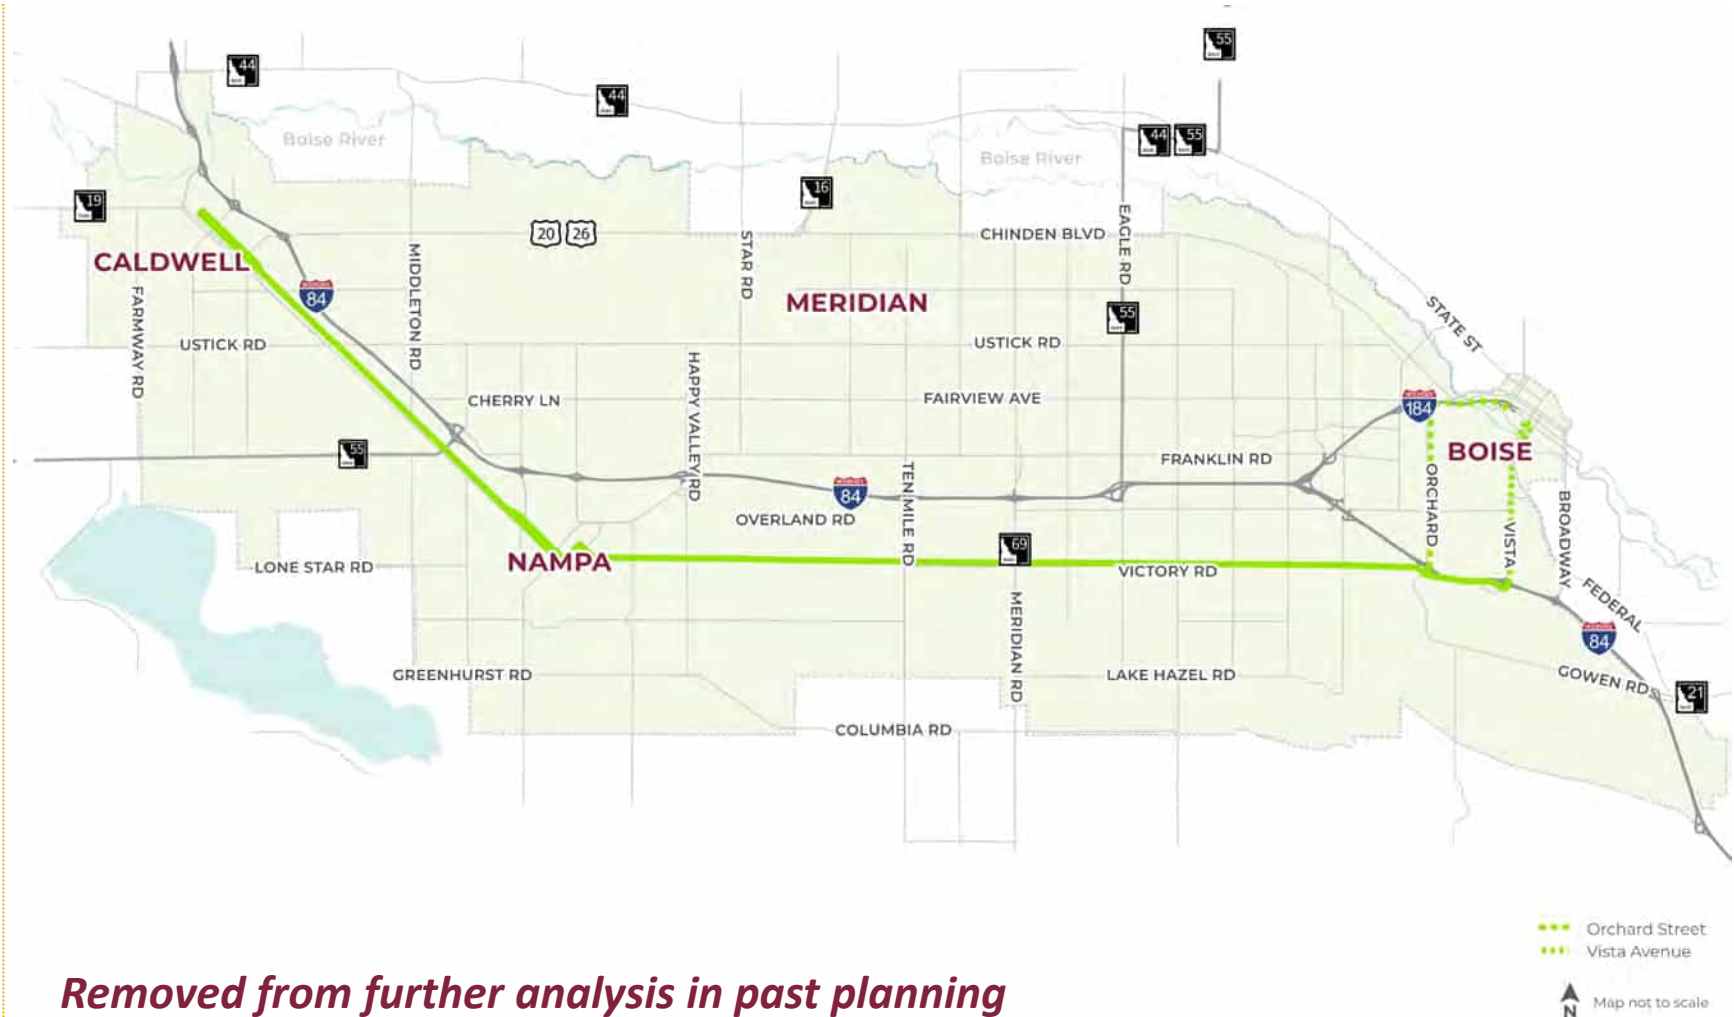 55
44
44
Boise River
44
55
Boise River
19
16
EAGLE RD
20
26
CHINDEN BLVD
STAR RD
MIDDLETON RD
CALDWELL
FARMWAY RD
84
MERIDIAN
55
STATE ST
USTICK RD
USTICK RD
HAPPY VALLEY RD
CHERRY LN
FAIRVIEW AVE
184
BOISE
55
FRANKLIN RD
TEN MILE RD
ORCHARD
84
BROADWAY
OVERLAND RD
VISTA
69
NAMPA
LONE STAR RD
VICTORY RD
FEDERAL
MERIDIAN RD
84
GREENHURST RD
LAKE HAZEL RD
GOWEN RD
21
COLUMBIA RD
Orchard Street
Vista Avenue
Removed from further analysis in past planning
Map not to scale
N